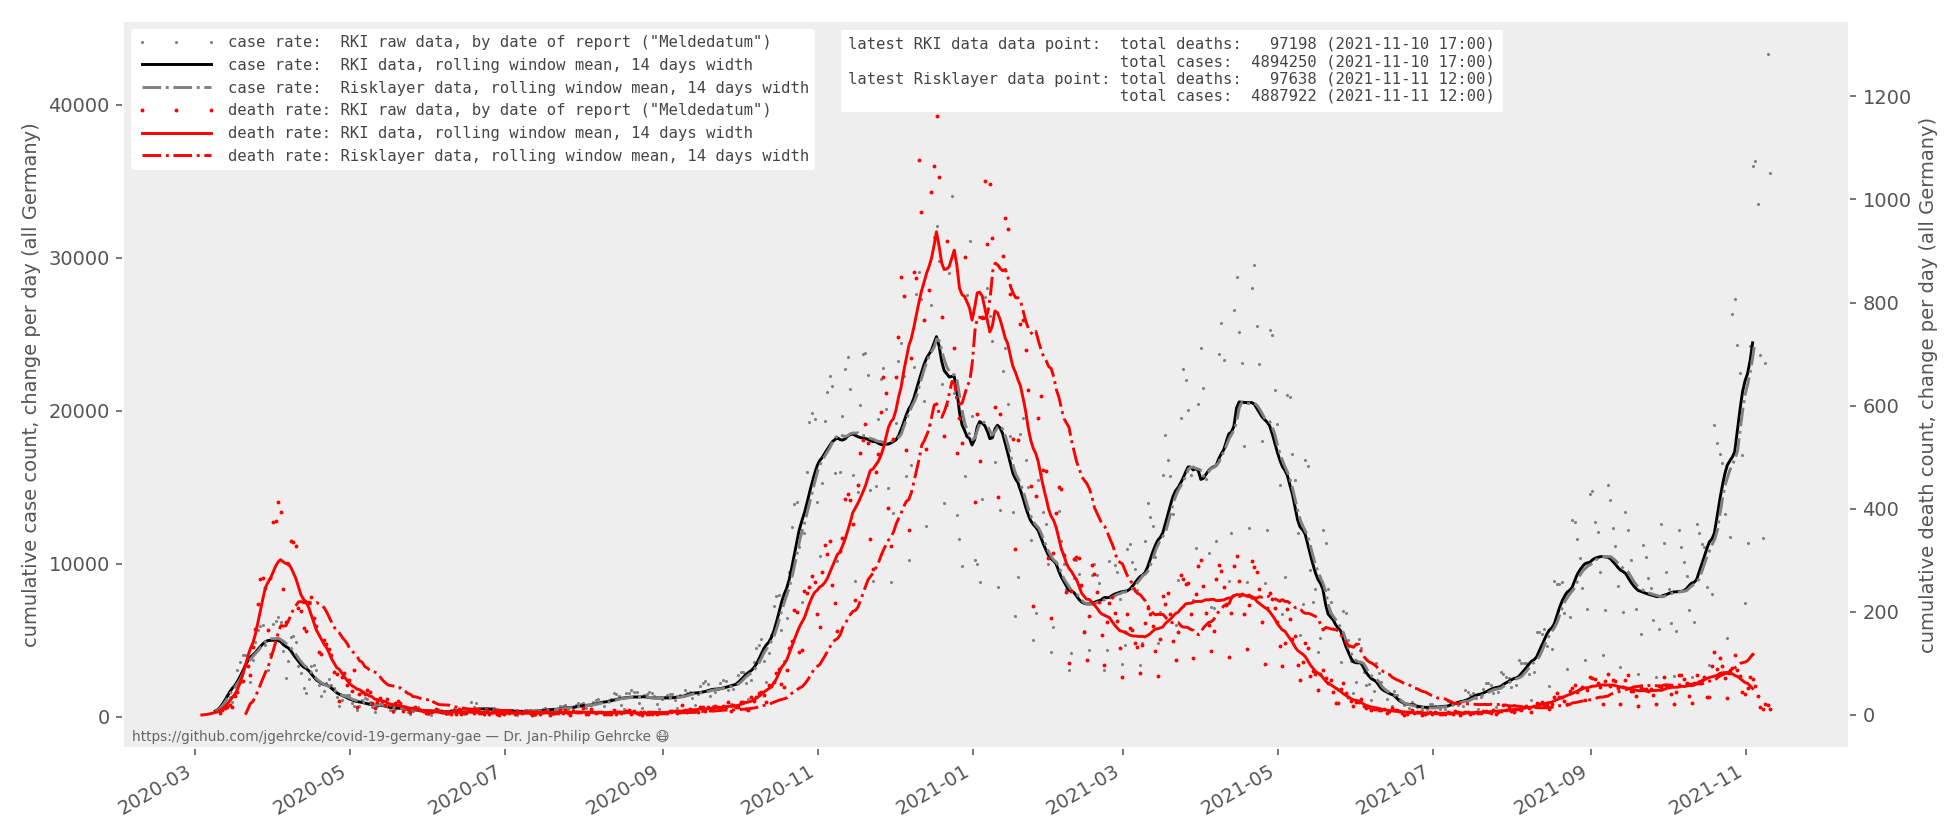 case rate:  RKI raw data, by date of report ("Meldedatum")
case rate:  RKI data, rolling window mean, 14 days width
case rate:  Risklayer data, rolling window mean, 14 days width
death rate: RKI raw data, by date of report ("Meldedatum")
death rate: RKI data, rolling window mean, 14 days width
death rate: Risklayer data, rolling window mean, 14 days width
latest RKI data data point:  total deaths:   97198 (2021-11-10 17:00)
total cases:  4894250 (2021-11-10 17:00)
latest Risklayer data point: total deaths:   97638 (2021-11-11 12:00)
total cases:  4887922 (2021-11-11 12:00)
cumulative case count, change per day (all Germany)
40000
30000
20000
10000
0
1200
1000
800
600
400
200
0
cumulative death count, change per day (all Germany)
https://github.com/jgehrcke/covid-19-germany-gae — Dr. Jan-Philip Gehrcke 😷
2020-03
2020-05
2020-07
2020-09
2020-11
2021-01
2021-03
2021-05
2021-07
2021-09
2021-11